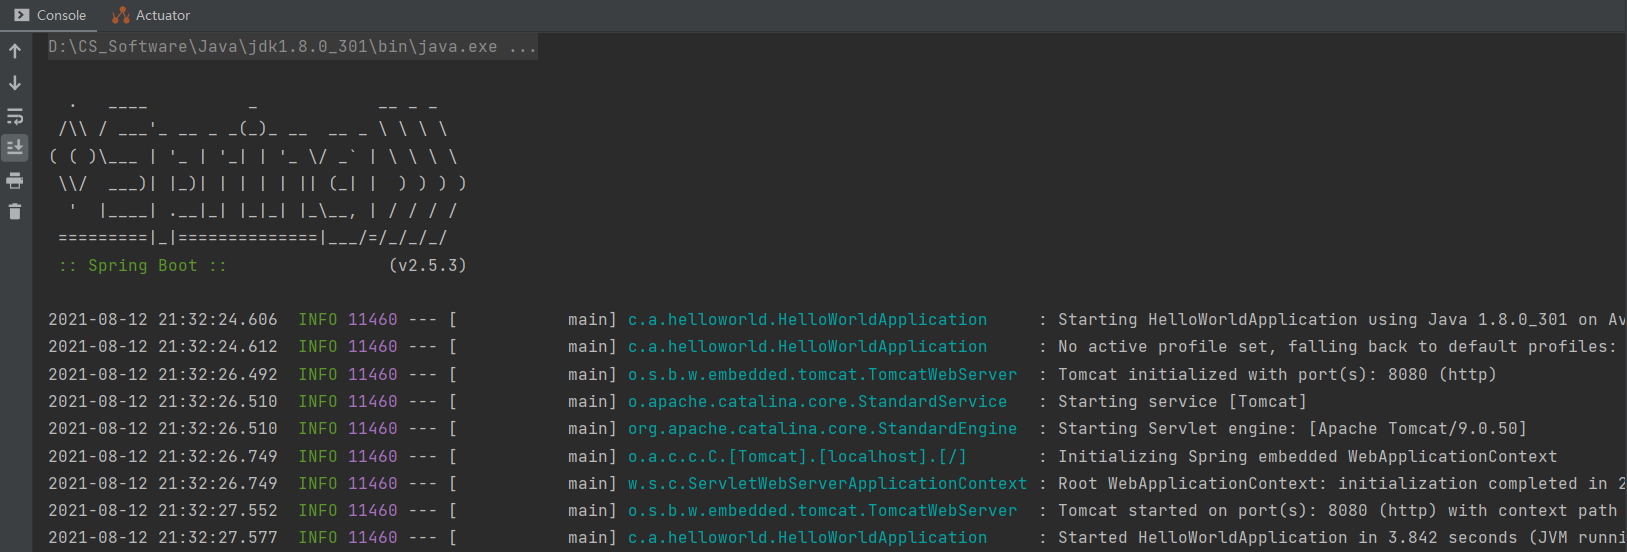 Console Actuator
D:\CS_Software\Java\jdk1.8.0_301\bin\java.exe ...
  .   ____          _            __ _ _
 /\\ / ___'_ __ _ _(_)_ __  __ _ \ \ \ \
( ( )\___ | '_ | '_| | '_ \/ _` | \ \ \ \
 \\/  ___)| |_)| | | | | || (_| |  ) ) ) )
  '  |____| .__|_| |_|_| |_\__, | / / / /
 =========|_|==============|___/=/_/_/_/
 :: Spring Boot ::                (v2.5.3)
2021-08-12 21:32:24.606  INFO 11460 --- [           main] c.a.helloworld.HelloWorldApplication     : Starting HelloWorldApplication using Java 1.8.0_301 on Av
2021-08-12 21:32:24.612  INFO 11460 --- [           main] c.a.helloworld.HelloWorldApplication     : No active profile set, falling back to default profiles:
2021-08-12 21:32:26.492  INFO 11460 --- [           main] o.s.b.w.embedded.tomcat.TomcatWebServer  : Tomcat initialized with port(s): 8080 (http)
2021-08-12 21:32:26.510  INFO 11460 --- [           main] o.apache.catalina.core.StandardService   : Starting service [Tomcat]
2021-08-12 21:32:26.510  INFO 11460 --- [           main] org.apache.catalina.core.StandardEngine  : Starting Servlet engine: [Apache Tomcat/9.0.50]
2021-08-12 21:32:26.749  INFO 11460 --- [           main] o.a.c.c.C.[Tomcat].[localhost].[/]       : Initializing Spring embedded WebApplicationContext
2021-08-12 21:32:26.749  INFO 11460 --- [           main] w.s.c.ServletWebServerApplicationContext : Root WebApplicationContext: initialization completed in 2
2021-08-12 21:32:27.552  INFO 11460 --- [           main] o.s.b.w.embedded.tomcat.TomcatWebServer  : Tomcat started on port(s): 8080 (http) with context path
2021-08-12 21:32:27.577  INFO 11460 --- [           main] c.a.helloworld.HelloWorldApplication     : Started HelloWorldApplication in 3.842 seconds (JVM runni